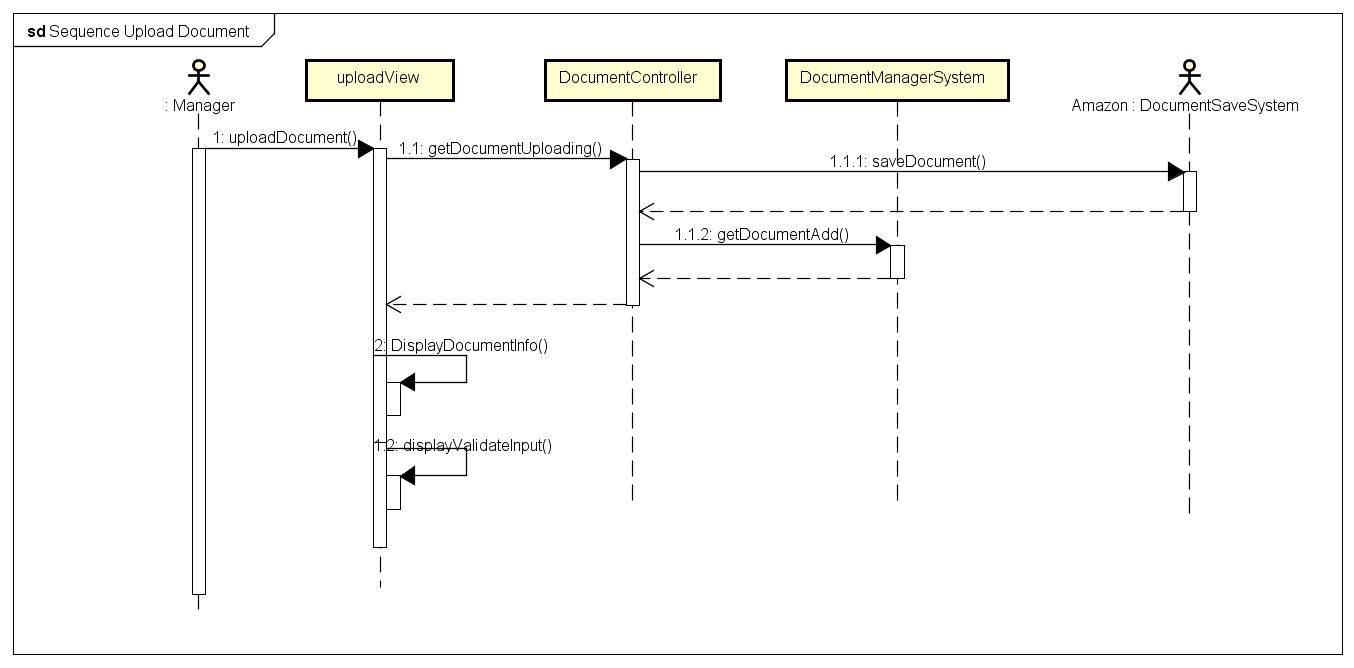 sd Sequence Upload Document
: Manager
uploadView
DocumentController
DocumentManagerSystem
Amazon : DocumentSaveSystem
1: uploadDocument()
1.1: getDocumentUploading()
1.1.1: saveDocument()
1.1.2: getDocumentAdd()
2: DisplayDocumentInfo()
1.2: displayValidateInput()